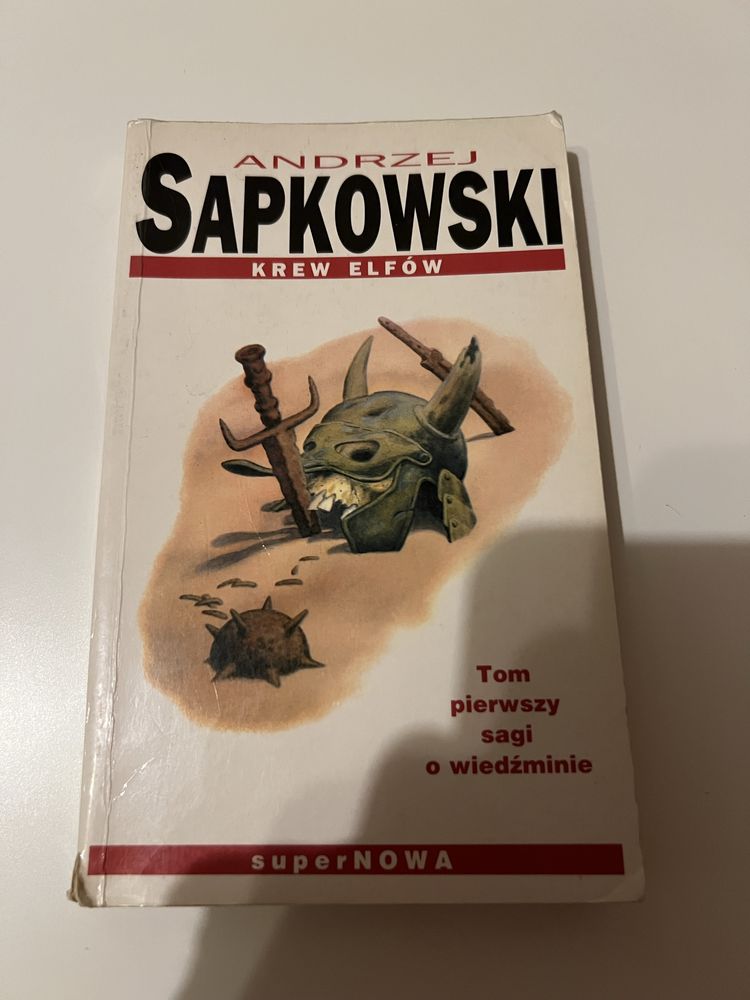 ANDRZEJ
SAPKOWSKI
KREW ELFÓW
Tom
pierwszy
sagi
o wiedźminie
superNOWA